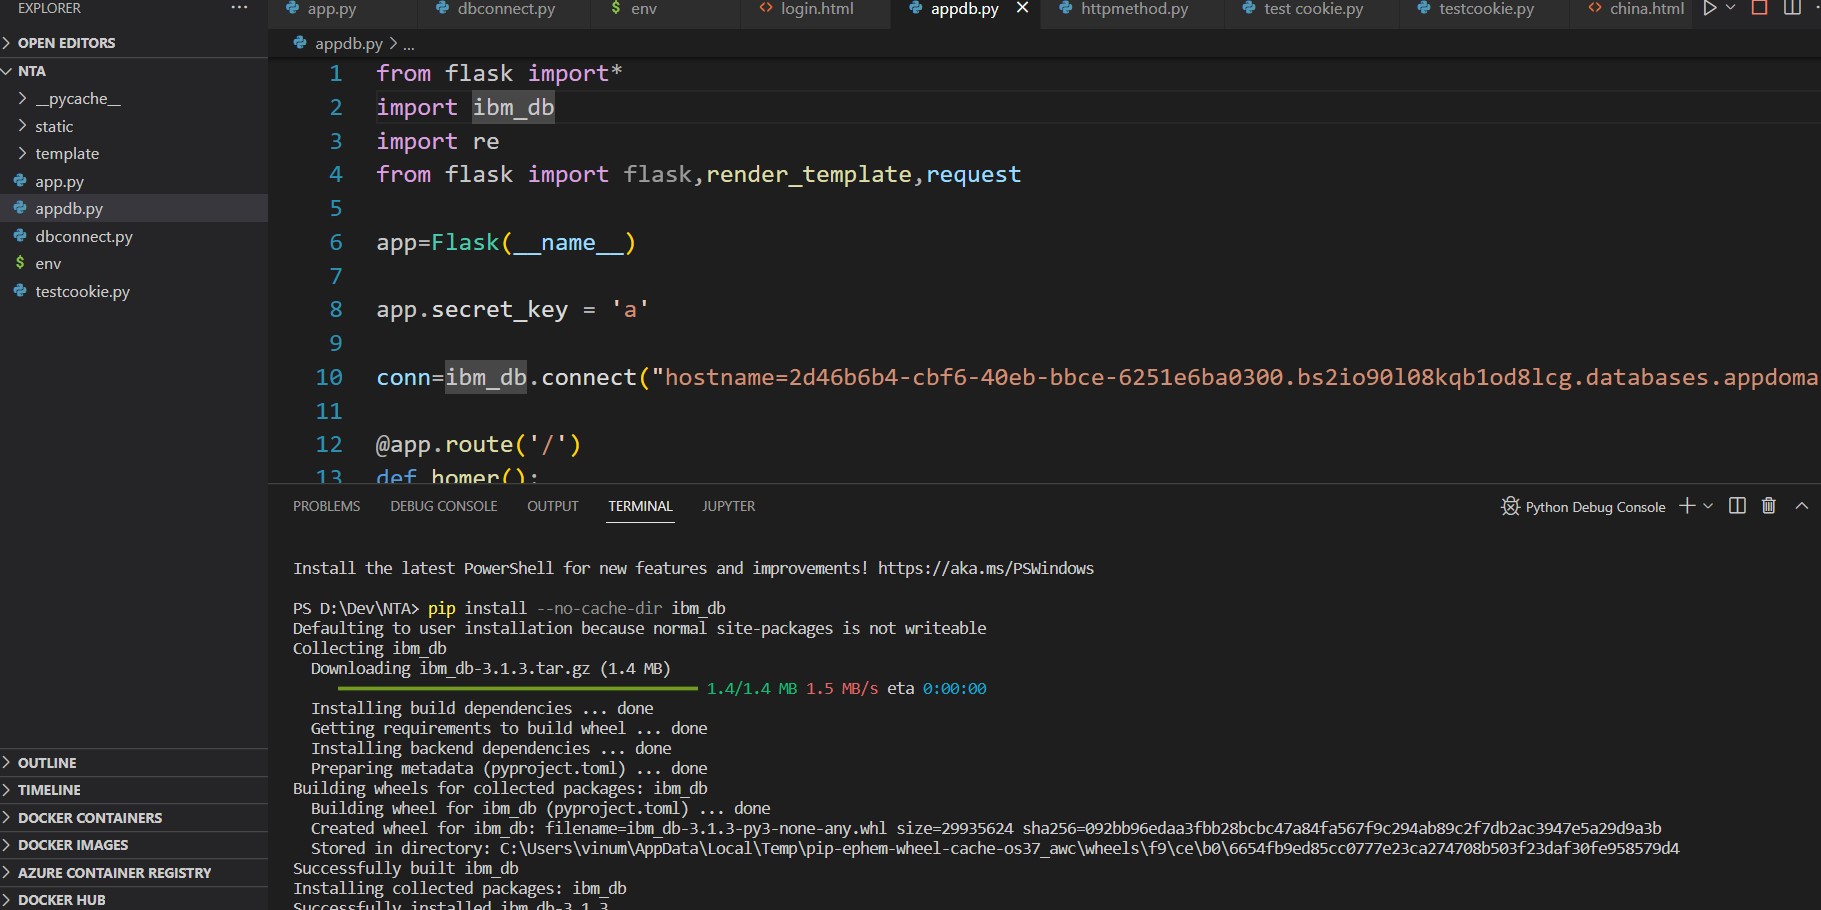 EXPLORER
...
app.py
dbconnect.py
$ env
<> login.html
appdb.py
httpmethod.py
test cookie.py
testcookie.py
<> china.html
OPEN EDITORS
appdb.py > ...
NTA
__pycache__
static
template
app.py
appdb.py
dbconnect.py
$ env
testcookie.py
1 from flask import*
2 import ibm_db
3 import re
4 from flask import flask,render_template,request
5
6 app=Flask(__name__)
7
8 app.secret_key = 'a'
9
10 conn=ibm_db.connect("hostname=2d46b6b4-cbf6-40eb-bbce-6251e6ba0300.bs2io90l08kqb1od8lcg.databases.appdoma
11
12 @app.route('/')
13 def homer():
PROBLEMS DEBUG CONSOLE OUTPUT TERMINAL JUPYTER
Python Debug Console
Install the latest PowerShell for new features and improvements! https://aka.ms/PSWindows
PS D:\Dev\NTA> pip install --no-cache-dir ibm_db
Defaulting to user installation because normal site-packages is not writeable
Collecting ibm_db
Downloading ibm_db-3.1.3.tar.gz (1.4 MB)
1.4/1.4 MB 1.5 MB/s eta 0:00:00
Installing build dependencies ... done
Getting requirements to build wheel ... done
Installing backend dependencies ... done
Preparing metadata (pyproject.toml) ... done
Building wheels for collected packages: ibm_db
Building wheel for ibm_db (pyproject.toml) ... done
Created wheel for ibm_db: filename=ibm_db-3.1.3-py3-none-any.whl size=29935624 sha256=092bb96edaa3fbb28bcbc47a84fa567f9c294ab89c2f7db2ac3947e5a29d9a3b
Stored in directory: C:\Users\vinum\AppData\Local\Temp\pip-ephem-wheel-cache-os37_awc\wheels\f9\ce\b0\6654fb9ed85cc0777e23ca274708b503f23daf30fe958579d4
Successfully built ibm_db
Installing collected packages: ibm_db
Successfully installed ibm_db-3.1.3
OUTLINE
TIMELINE
DOCKER CONTAINERS
DOCKER IMAGES
AZURE CONTAINER REGISTRY
DOCKER HUB